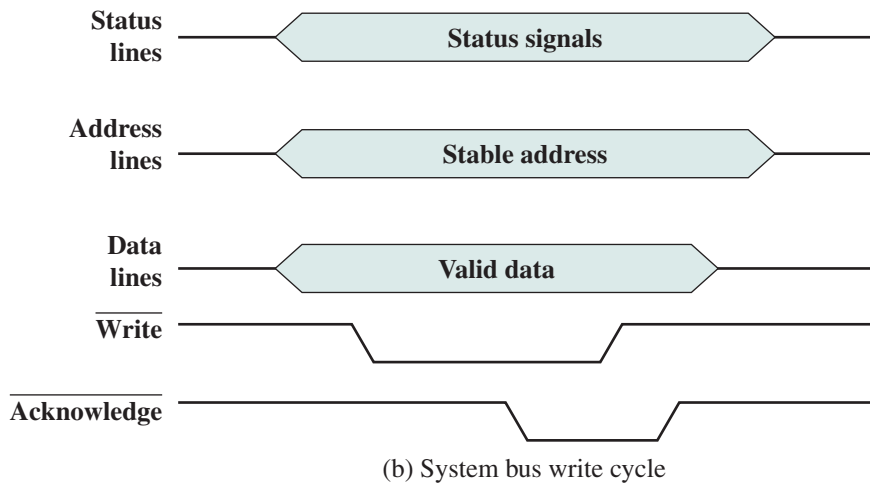 Status
lines
Status signals
Address
lines
Stable address
Data
lines
Valid data
Write
Acknowledge
(b) System bus write cycle